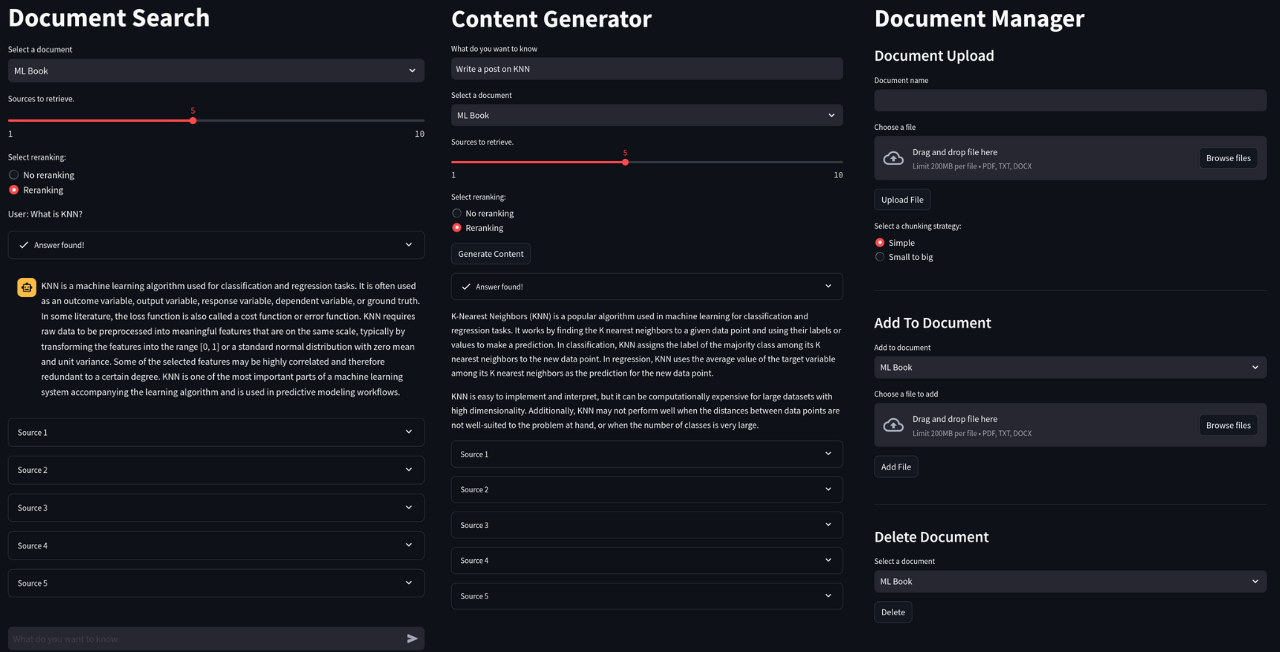 Document Search
Select a document
ML Book
Sources to retrieve.
5
1
10
Select reranking:
No reranking
Reranking
User: What is KNN?
Answer found!
KNN is a machine learning algorithm used for classification and regression tasks. It is often used
as an outcome variable, output variable, response variable, dependent variable, or ground truth.
In some literature, the loss function is also called a cost function or error function. KNN requires
raw data to be preprocessed into meaningful features that are on the same scale, typically by
transforming the features into the range [0, 1] or a standard normal distribution with zero mean
and unit variance. Some of the selected features may be highly correlated and therefore
redundant to a certain degree. KNN is one of the most important parts of a machine learning
system accompanying the learning algorithm and is used in predictive modeling workflows.
Source 1
Source 2
Source 3
Source 4
Source 5
What do you want to know
Content Generator
What do you want to know
Write a post on KNN
Select a document
ML Book
Sources to retrieve.
5
1
10
Select reranking:
No reranking
Reranking
Generate Content
Answer found!
K-Nearest Neighbors (KNN) is a popular algorithm used in machine learning for classification and
regression tasks. It works by finding the K nearest neighbors to a given data point and using their labels or
values to make a prediction. In classification, KNN assigns the label of the majority class among its K
nearest neighbors to the new data point. In regression, KNN uses the average value of the target variable
among its K nearest neighbors as the prediction for the new data point.
KNN is easy to implement and interpret, but it can be computationally expensive for large datasets with
high dimensionality. Additionally, KNN may not perform well when the distances between data points are
not well-suited to the problem at hand, or when the number of classes is very large.
Source 1
Source 2
Source 3
Source 4
Source 5
Document Manager
Document Upload
Document name
Choose a file
Drag and drop file here
Limit 200MB per file • PDF, TXT, DOCX
Browse files
Upload File
Select a chunking strategy:
Simple
Small to big
Add To Document
Add to document
ML Book
Choose a file to add
Drag and drop file here
Limit 200MB per file • PDF, TXT, DOCX
Browse files
Add File
Delete Document
Select a document
ML Book
Delete